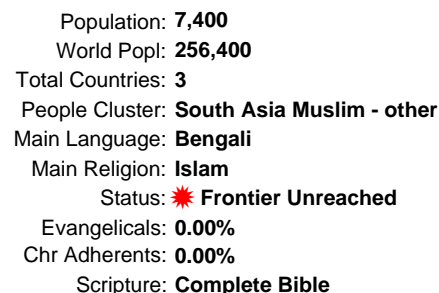 Population: 7,400
World Popl: 256,400
Total Countries: 3
People Cluster: South Asia Muslim - other
Main Language: Bengali
Main Religion: Islam
Status: Frontier Unreached
Evangelicals: 0.00%
Chr Adherents: 0.00%
Scripture: Complete Bible